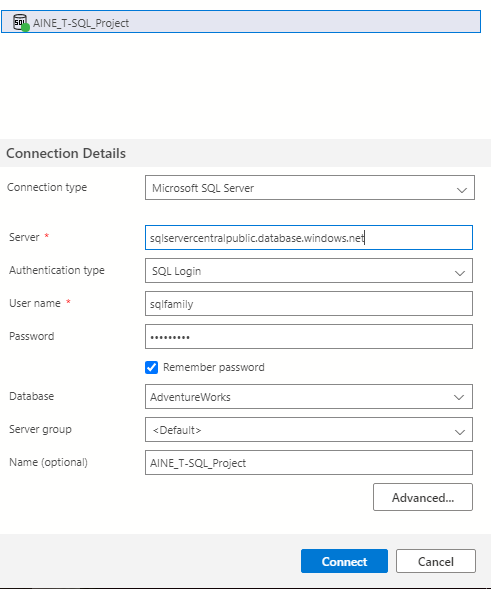 SQL AINE_T-SQL_Project
Connection Details
Connection type Microsoft SQL Server
Server * sqlservercentralpublic.database.windows.net
Authentication type SQL Login
User name * sqlfamily
Password •••••••••
Remember password
Database AdventureWorks
Server group <Default>
Name (optional) AINE_T-SQL_Project
Advanced...
Connect Cancel